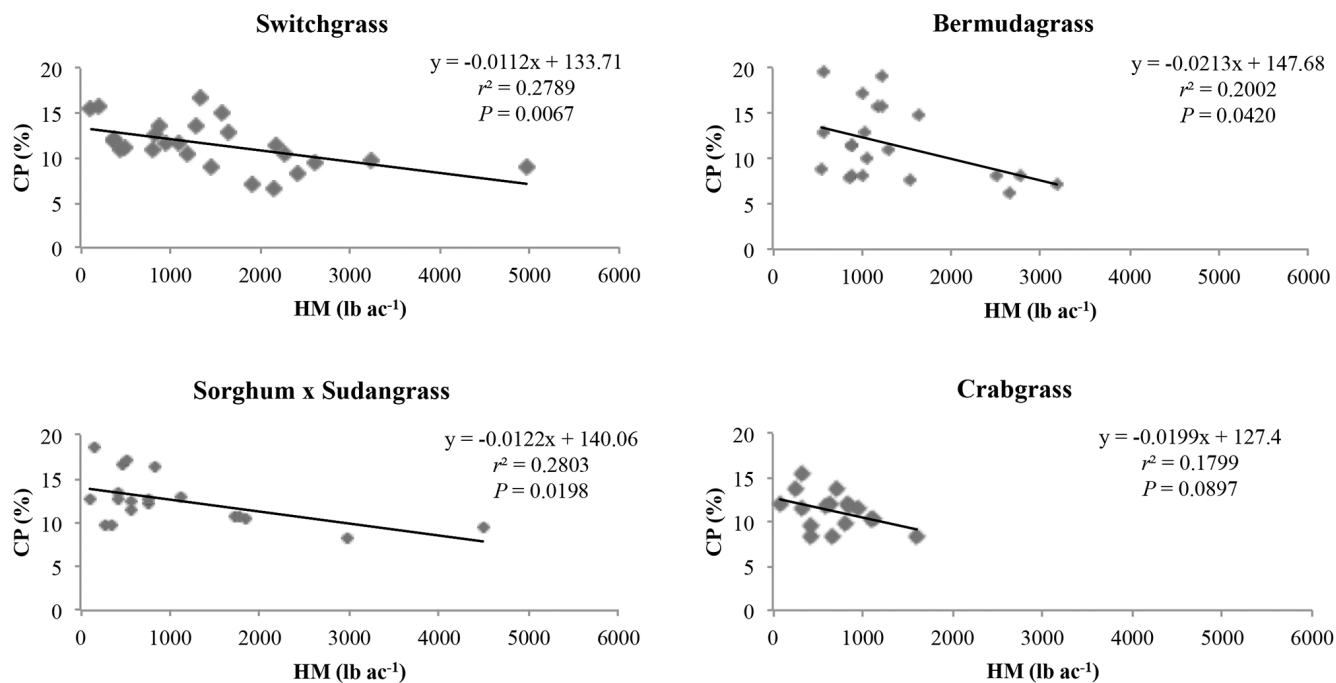 Switchgrass
y = -0.0112x + 133.71
r² = 0.2789
P = 0.0067
CP (%)
20
15
10
5
0
0 1000 2000 3000 4000 5000 6000
HM (lb ac⁻¹)
Bermudagrass
y = -0.0213x + 147.68
r² = 0.2002
P = 0.0420
CP (%)
20
15
10
5
0
0 1000 2000 3000 4000 5000 6000
HM (lb ac⁻¹)
Sorghum x Sudangrass
y = -0.0122x + 140.06
r² = 0.2803
P = 0.0198
CP (%)
20
15
10
5
0
0 1000 2000 3000 4000 5000 6000
HM (lb ac⁻¹)
Crabgrass
y = -0.0199x + 127.4
r² = 0.1799
P = 0.0897
CP (%)
20
15
10
5
0
0 1000 2000 3000 4000 5000 6000
HM (lb ac⁻¹)